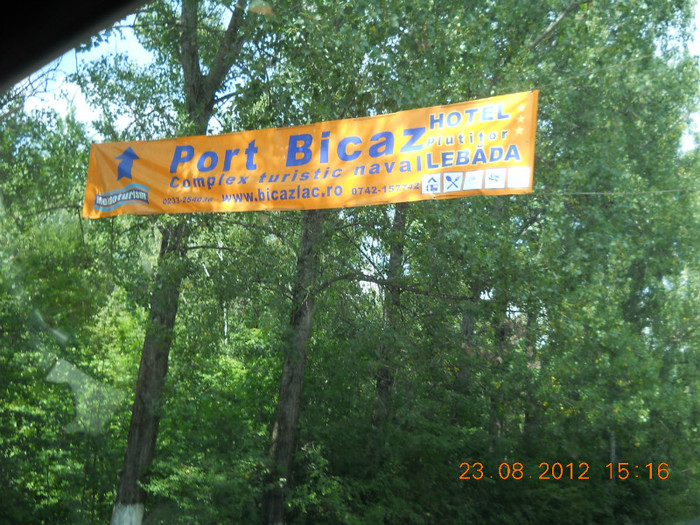 Port Bicaz
Complex turistic naval
www.bicazlac.ro
HOTEL
Plutitor
LEBĂDA
23.08.2012 15:16